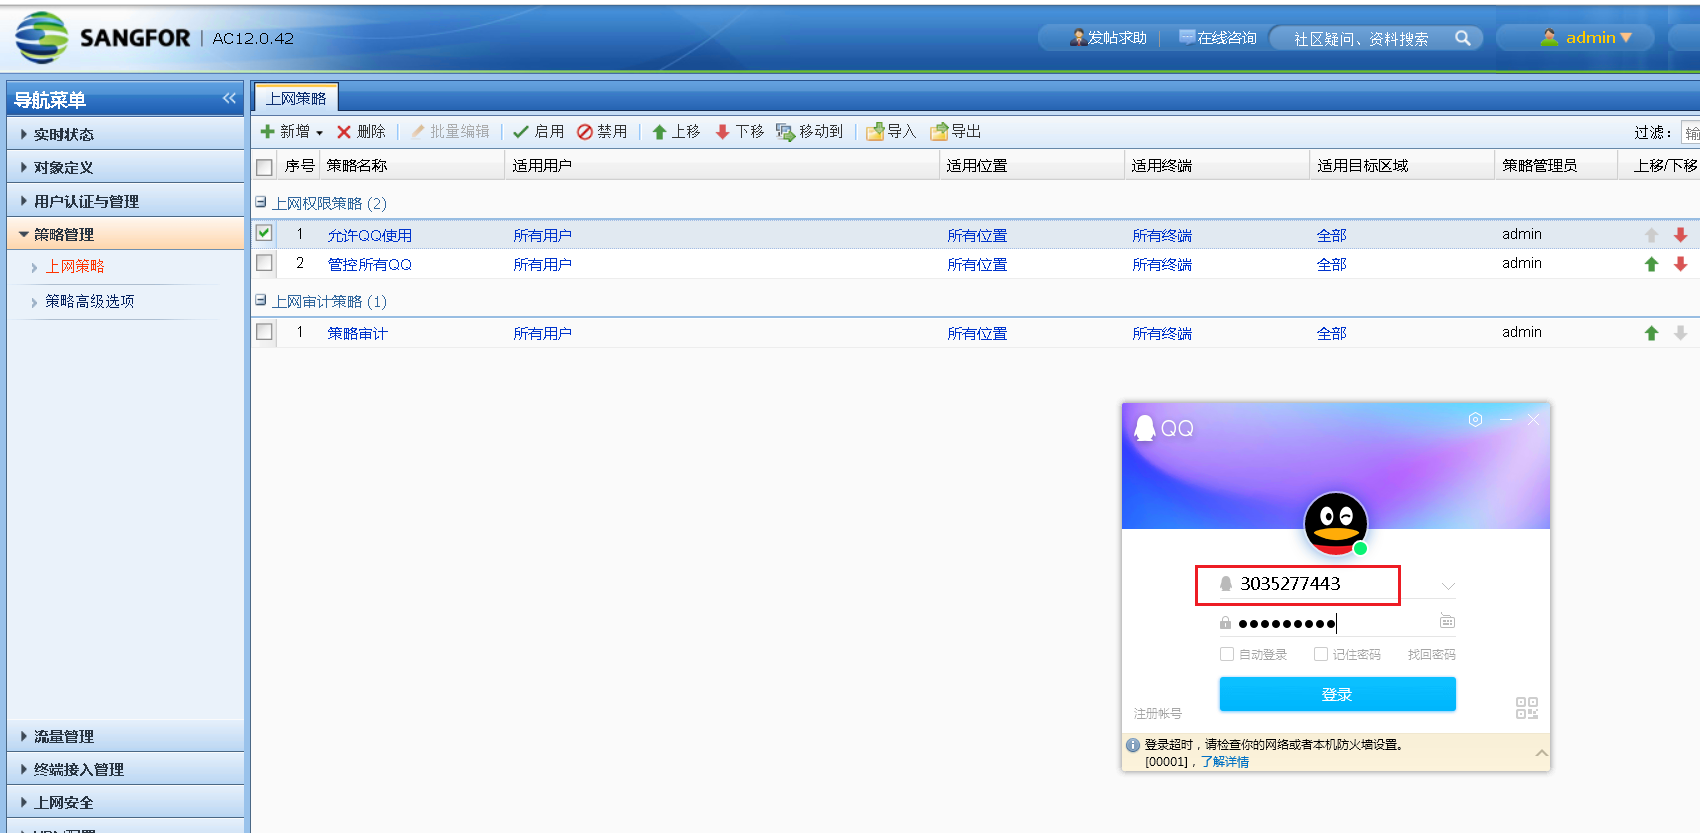 SANGFOR | AC12.0.42
发帖求助
在线咨询
社区疑问、资料搜索
admin
导航菜单
上网策略
实时状态
对象定义
用户认证与管理
策略管理
上网策略
策略高级选项
流量管理
终端接入管理
上网安全
新增 删除 批量编辑 启用 禁用 上移 下移 移动到 导入 导出 过滤：
序号 策略名称 适用用户 适用位置 适用终端 适用目标区域 策略管理员 上移/下移
上网权限策略 (2)
1 允许QQ使用 所有用户 所有位置 所有终端 全部 admin
2 管控所有QQ 所有用户 所有位置 所有终端 全部 admin
上网审计策略 (1)
1 策略审计 所有用户 所有位置 所有终端 全部 admin
QQ
3035277443
自动登录 记住密码 找回密码
登录
注册帐号
登录超时，请检查你的网络或者本机防火墙设置。
[00001]，了解详情